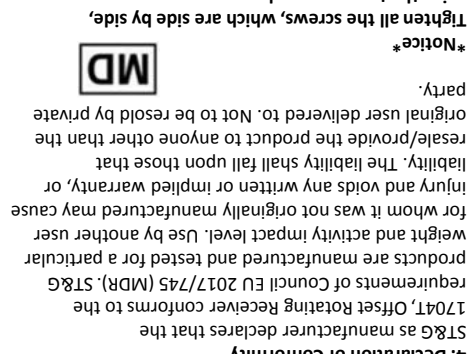 4. Declaration of Conformity
ST&G as manufacturer declares that the
1704T, Offset Rotating Receiver conforms to the
requirements of Council EU 2017/745 (MDR). ST&G
products are manufactured and tested for a particular
weight and activity impact level. Use by another user
for whom it was not originally manufactured may cause
injury and voids any written or implied warranty, or
liability. The liability shall fall upon those that
resale/provide the product to anyone other than the
original user delivered to. Not to be resold by private
party.
MD
*Notice*
Tighten all the screws, which are side by side,